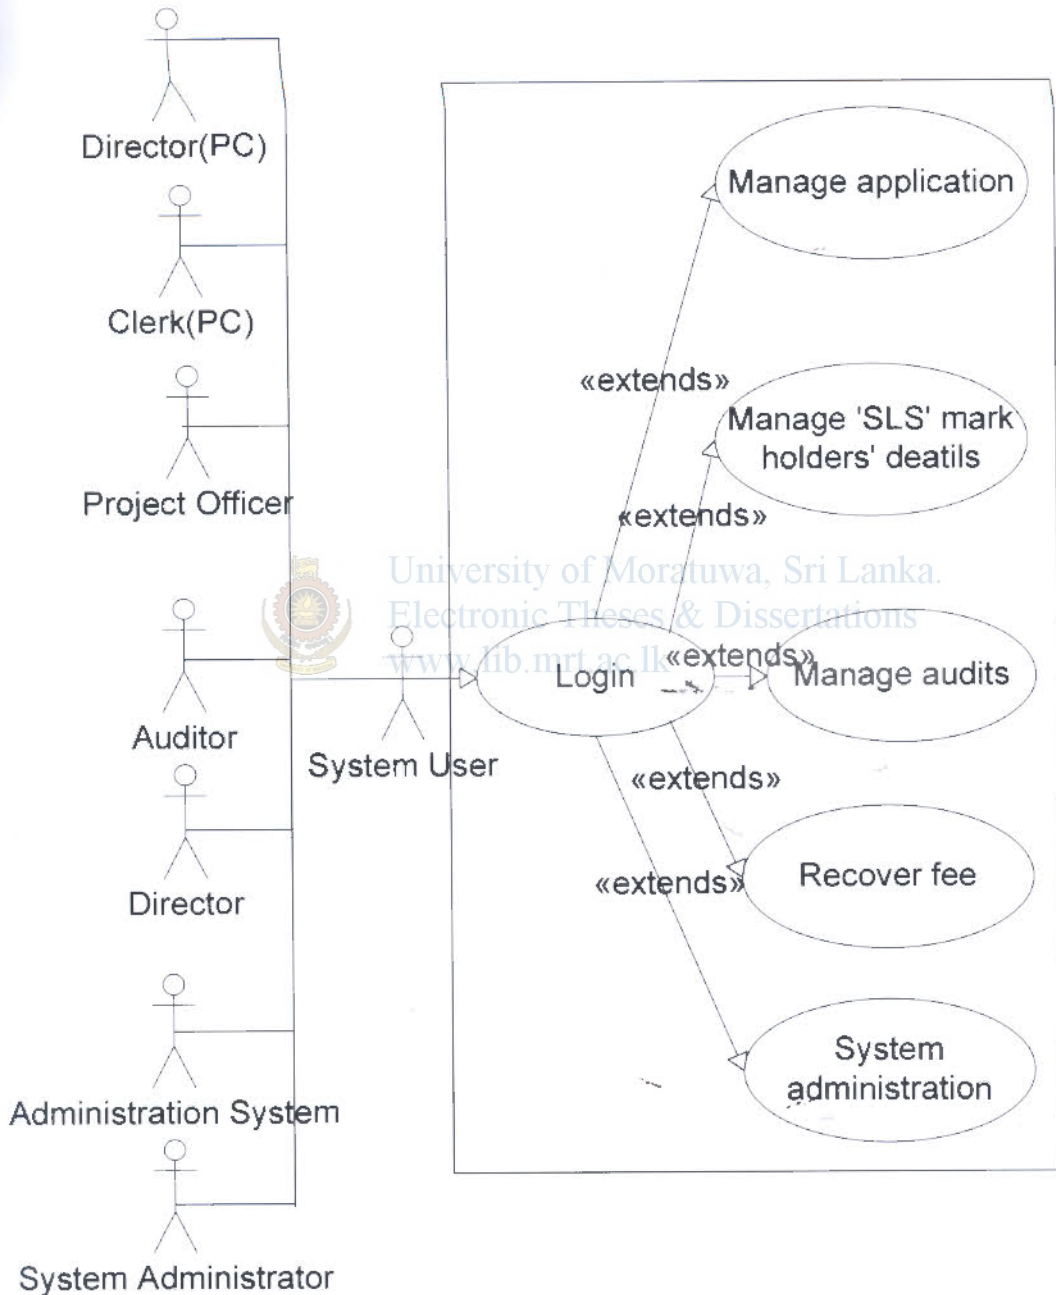 Director(PC)
Clerk(PC)
Project Officer
Auditor
Director
Administration System
System Administrator
System User
Login
Manage application
«extends»
Manage 'SLS' mark
holders' deatils
«extends»
University of Moratuwa, Sri Lanka.
Electronic Theses & Dissertations
www.lib.mrt.ac.lk
«extends»
Manage audits
«extends»
Recover fee
«extends»
System
administration